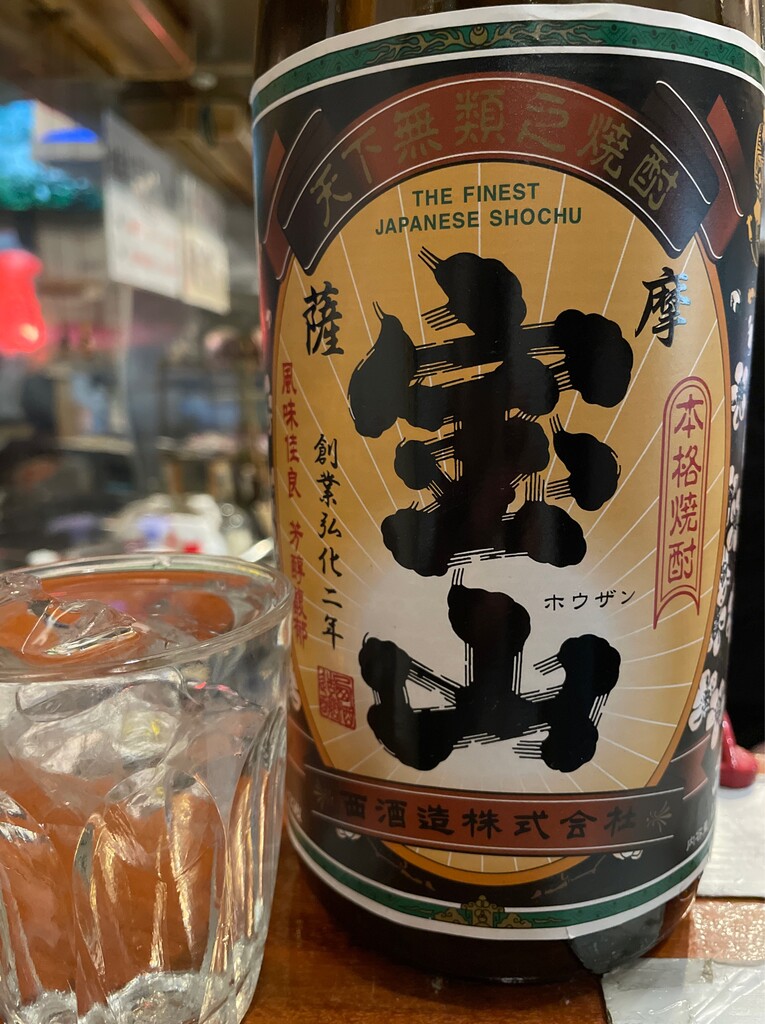 天下無類之焼酎
THE FINEST
JAPANESE SHOCHU
薩摩
宝山
ホウザン
本格焼酎
風味佳良 芳醇馥郁
創業弘化二年
西酒造株式会社